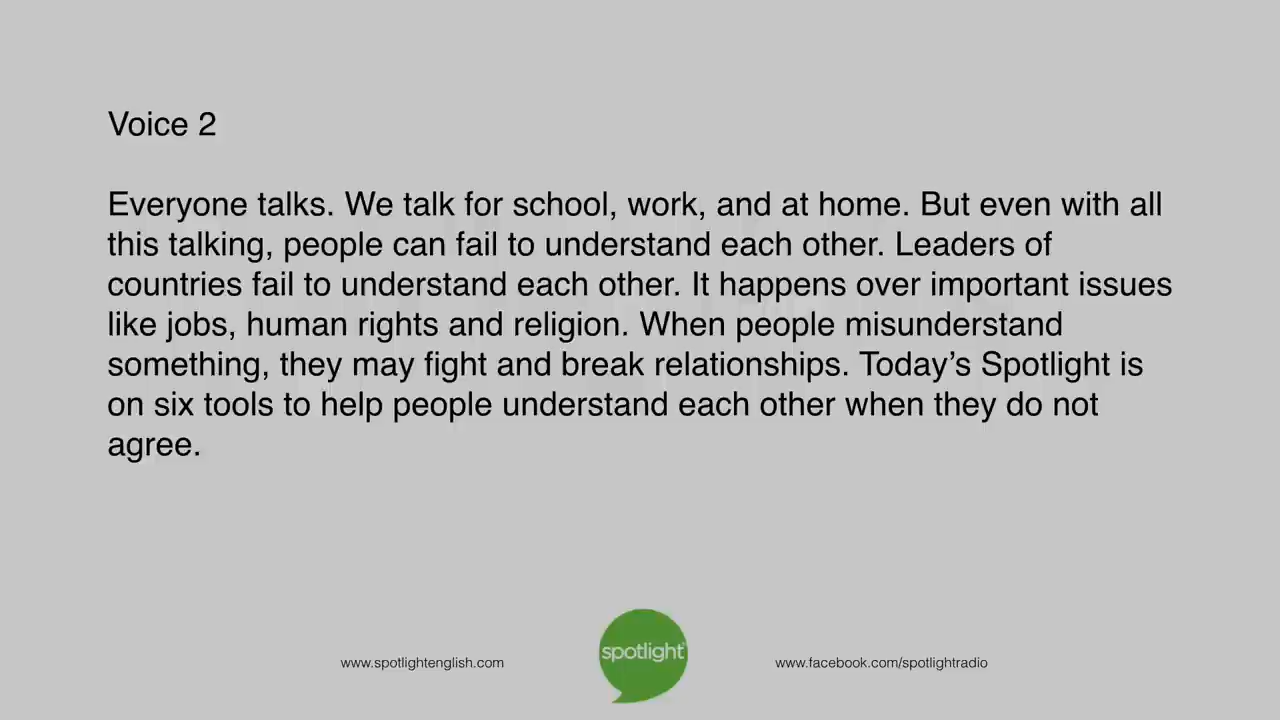 Voice 2
Everyone talks. We talk for school, work, and at home. But even with all
this talking, people can fail to understand each other. Leaders of
countries fail to understand each other. It happens over important issues
like jobs, human rights and religion. When people misunderstand
something, they may fight and break relationships. Today’s Spotlight is
on six tools to help people understand each other when they do not
agree.
www.spotlightenglish.com
spotlight
www.facebook.com/spotlightradio